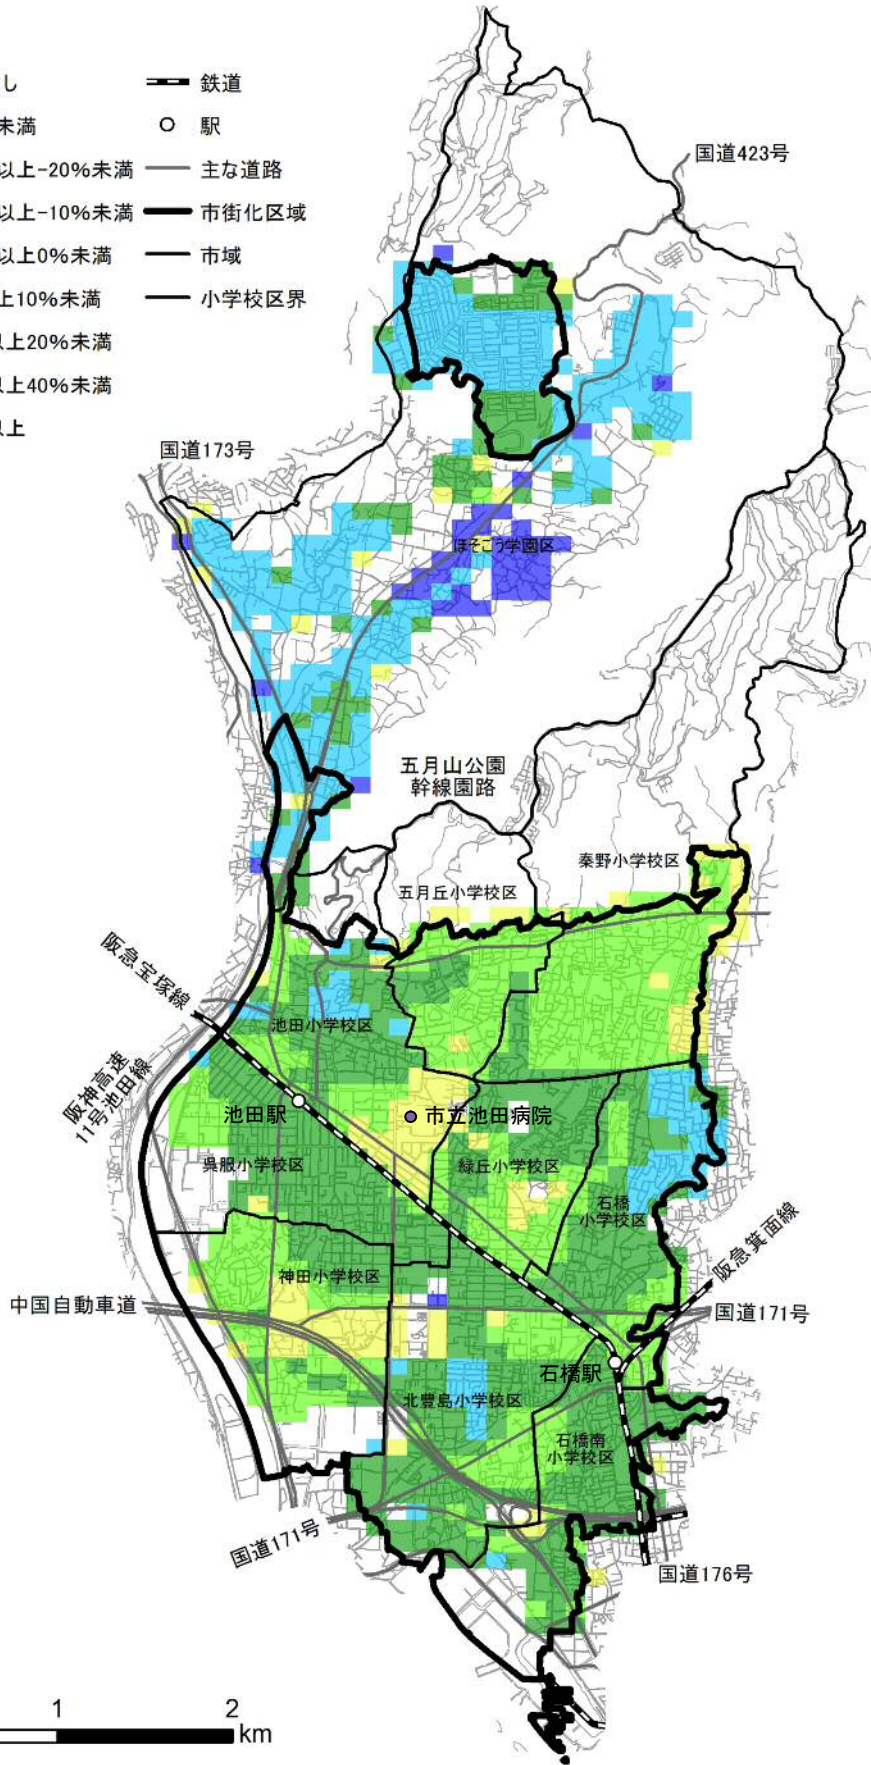 し
未満
以上-20%未満
以上-10%未満
以上0%未満
上10%未満
以上20%未満
以上40%未満
以上
鉄道
駅
主な道路
市街化区域
市域
小学校区界
国道423号
国道173号
ほそごう学園区
五月山公園
幹線園路
秦野小学校区
五月丘小学校区
阪急宝塚線
池田小学校区
阪神高速
11号池田線
池田駅
市立池田病院
呉服小学校区
緑丘小学校区
石橋
小学校区
阪急箕面線
神田小学校区
中国自動車道
国道171号
石橋駅
北豊島小学校区
石橋南
小学校区
国道171号
国道176号
1
2
km